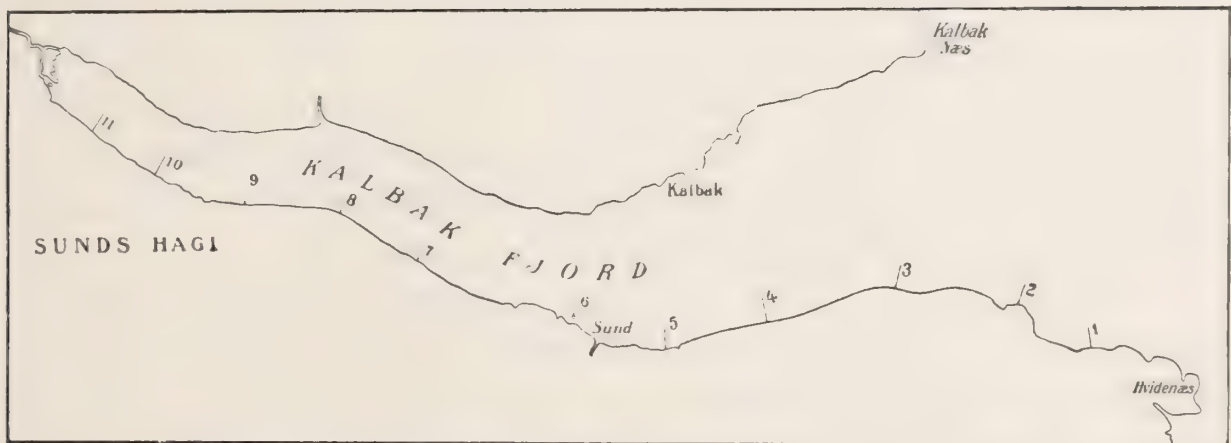 Kalbak
Næs
11
10
9
8
KALBAK FJORD
Kalbak
SUNDS HAGI
7
6
Sund
5
4
3
2
1
Hvidenæs